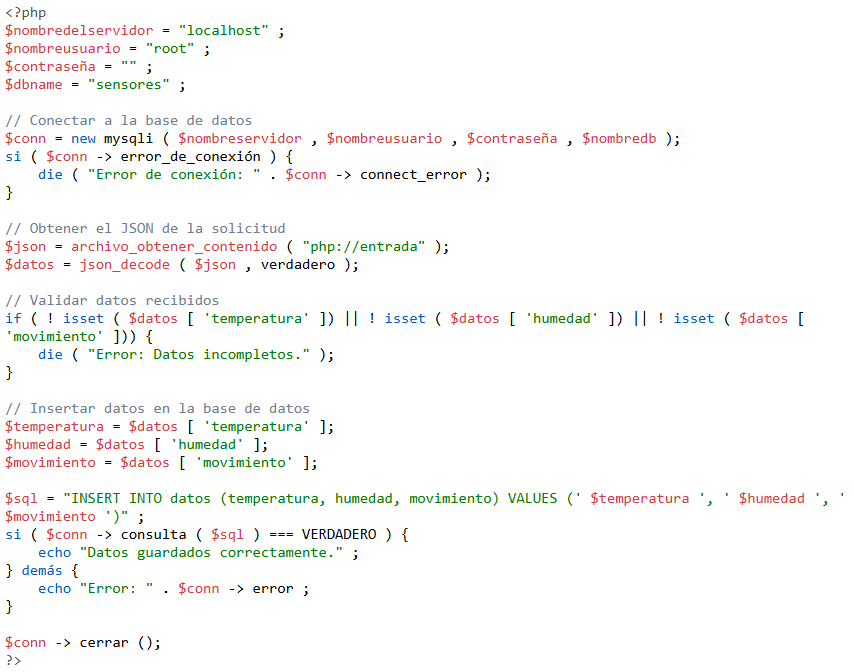 <?php
$nombredelservidor = "localhost" ;
$nombreusuario = "root" ;
$contraseña = "" ;
$dbname = "sensores" ;
// Conectar a la base de datos
$conn = new mysqli ( $nombreservidor , $nombreusuario , $contraseña , $nombredb );
si ( $conn -> error_de_conexión ) {
die ( "Error de conexión: " . $conn -> connect_error );
}
// Obtener el JSON de la solicitud
$json = archivo_obtener_contenido ( "php://entrada" );
$datos = json_decode ( $json , verdadero );
// Validar datos recibidos
if ( ! isset ( $datos [ 'temperatura' ]) || ! isset ( $datos [ 'humedad' ]) || ! isset ( $datos [
'movimiento' ])) {
die ( "Error: Datos incompletos." );
}
// Insertar datos en la base de datos
$temperatura = $datos [ 'temperatura' ];
$humedad = $datos [ 'humedad' ];
$movimiento = $datos [ 'movimiento' ];
$sql = "INSERT INTO datos (temperatura, humedad, movimiento) VALUES (' $temperatura ', ' $humedad ', '
$movimiento ')" ;
si ( $conn -> consulta ( $sql ) === VERDADERO ) {
echo "Datos guardados correctamente." ;
} demás {
echo "Error: " . $conn -> error ;
}
$conn -> cerrar ();
?>